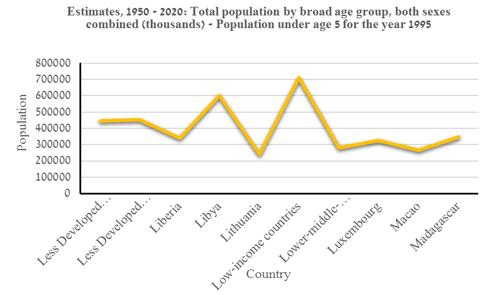 Estimates, 1950 - 2020: Total population by broad age group, both sexes
combined (thousands) - Population under age 5 for the year 1995
800000
700000
600000
500000
400000
300000
200000
100000
0
Population
Less Developed…
Less Developed…
Liberia
Libya
Lithuania
Low-income countries
Lower-middle-…
Luxembourg
Macao
Madagascar
Country